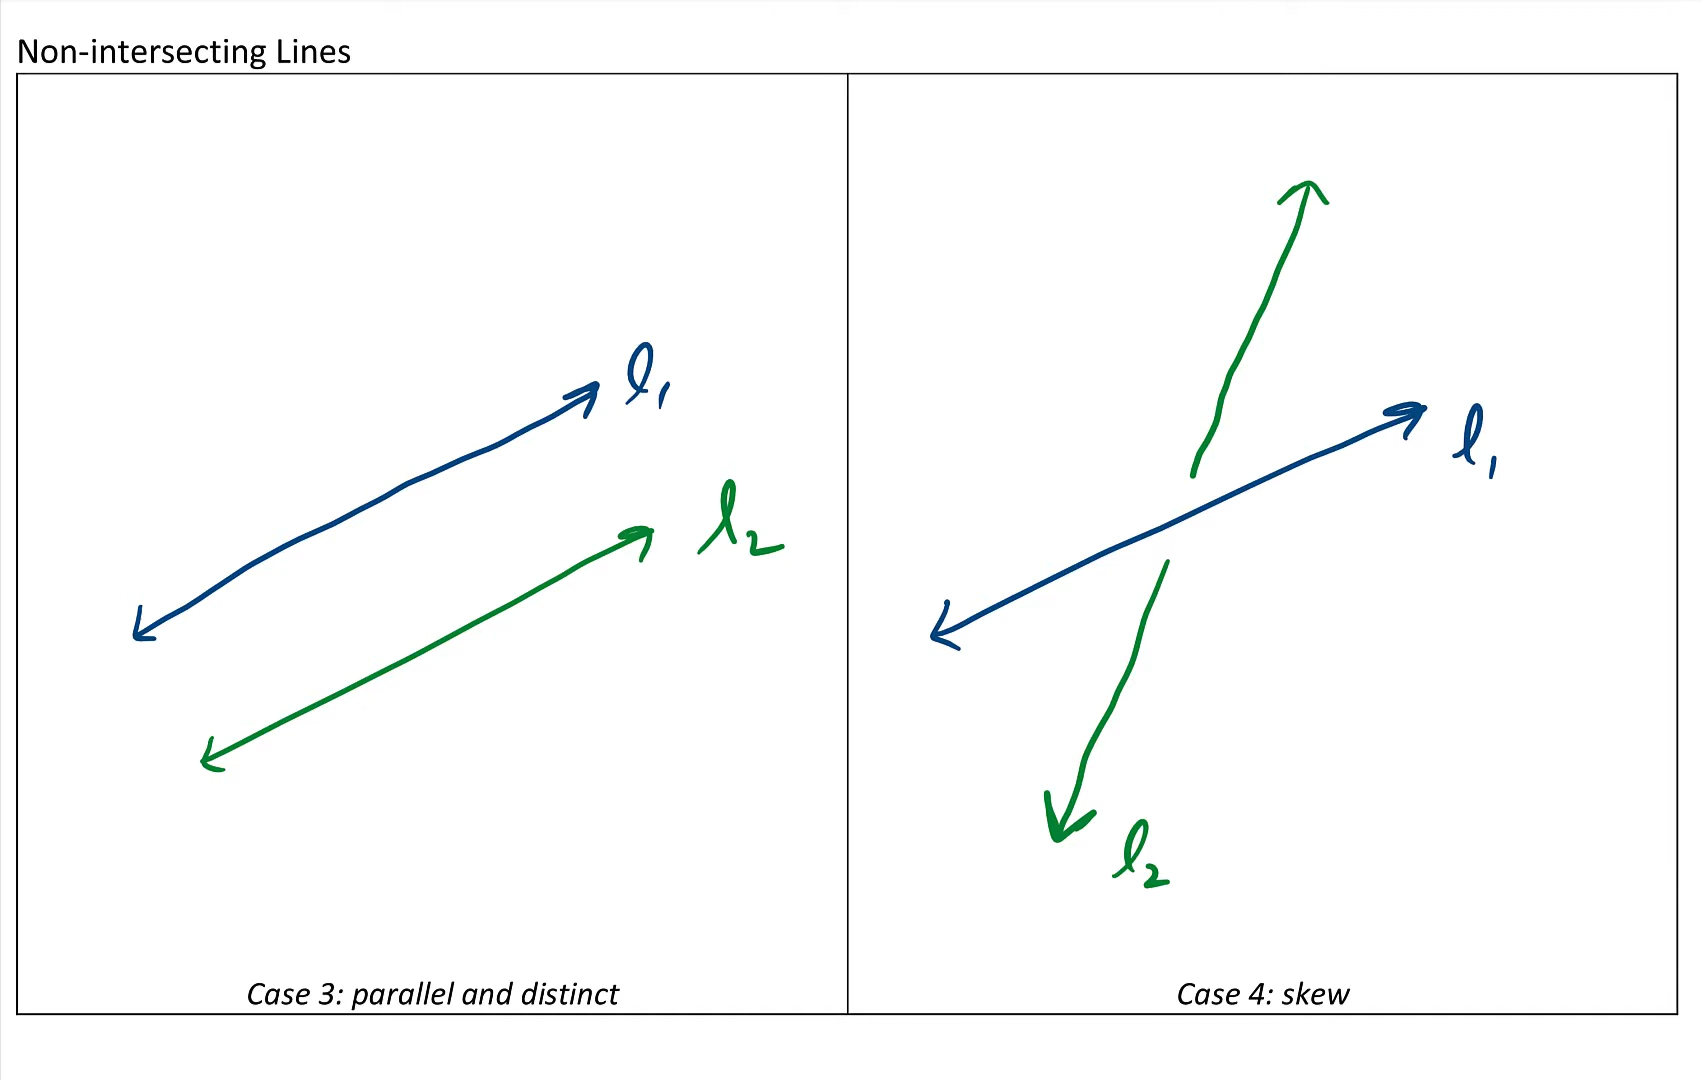 Non-intersecting Lines
l₁
l₂
Case 3: parallel and distinct
l₁
l₂
Case 4: skew